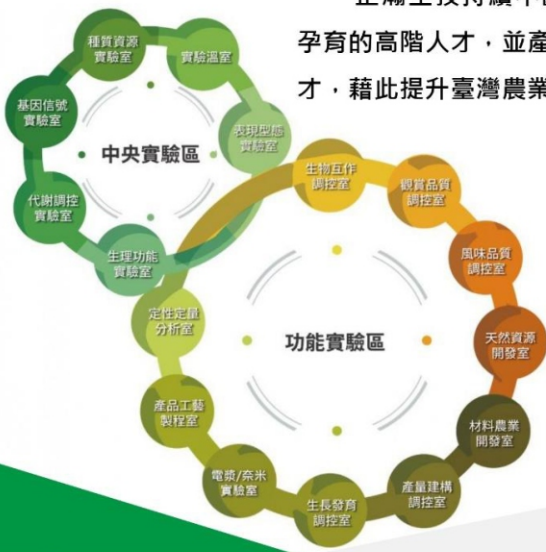 孕育的高階人才，並產
才，藉此提升臺灣農業
種質資源
實驗室
實驗溫室
表現型態
實驗室
基因信號
實驗室
代謝調控
實驗室
生理功能
實驗室
中央實驗區
生物互作
調控室
觀賞品質
調控室
風味品質
調控室
天然資源
開發室
材料農業
開發室
產量建構
調控室
生長發育
調控室
電漿/奈米
實驗室
產品工藝
製程室
定性定量
分析室
功能實驗區